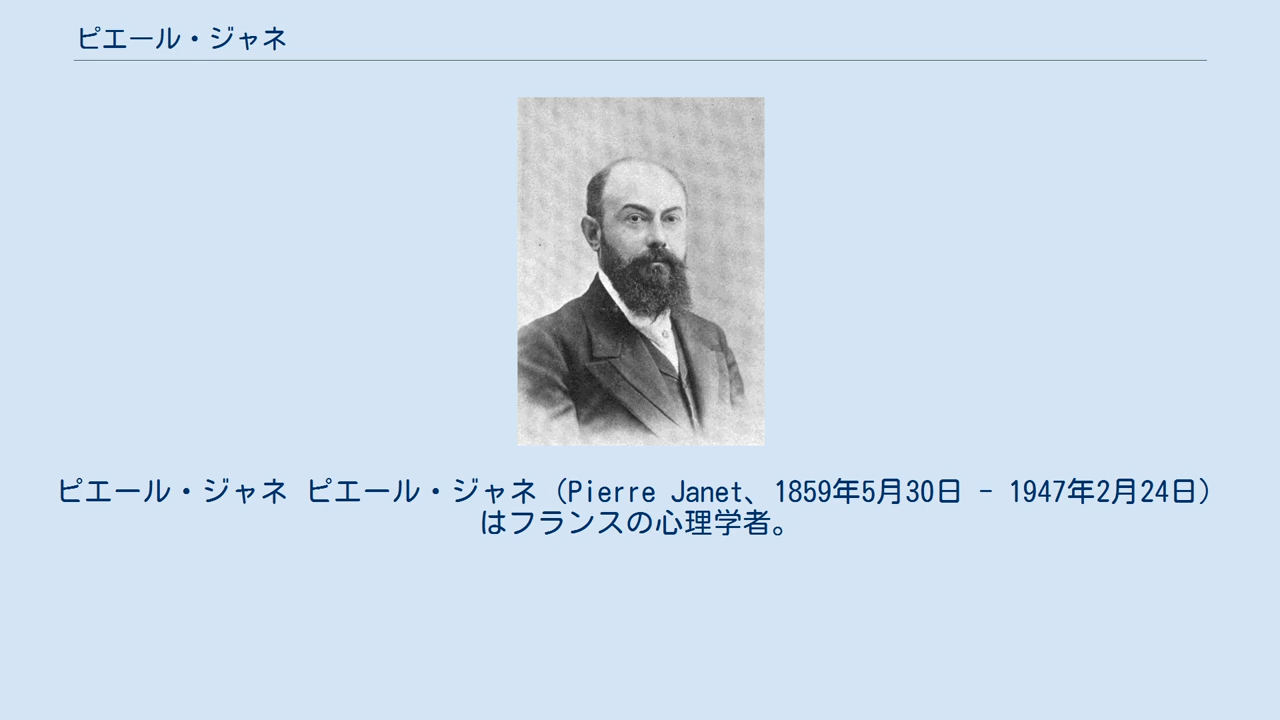 ピエール・ジャネ
ピエール・ジャネ ピエール・ジャネ（Pierre Janet、1859年5月30日 - 1947年2月24日）
はフランスの心理学者。